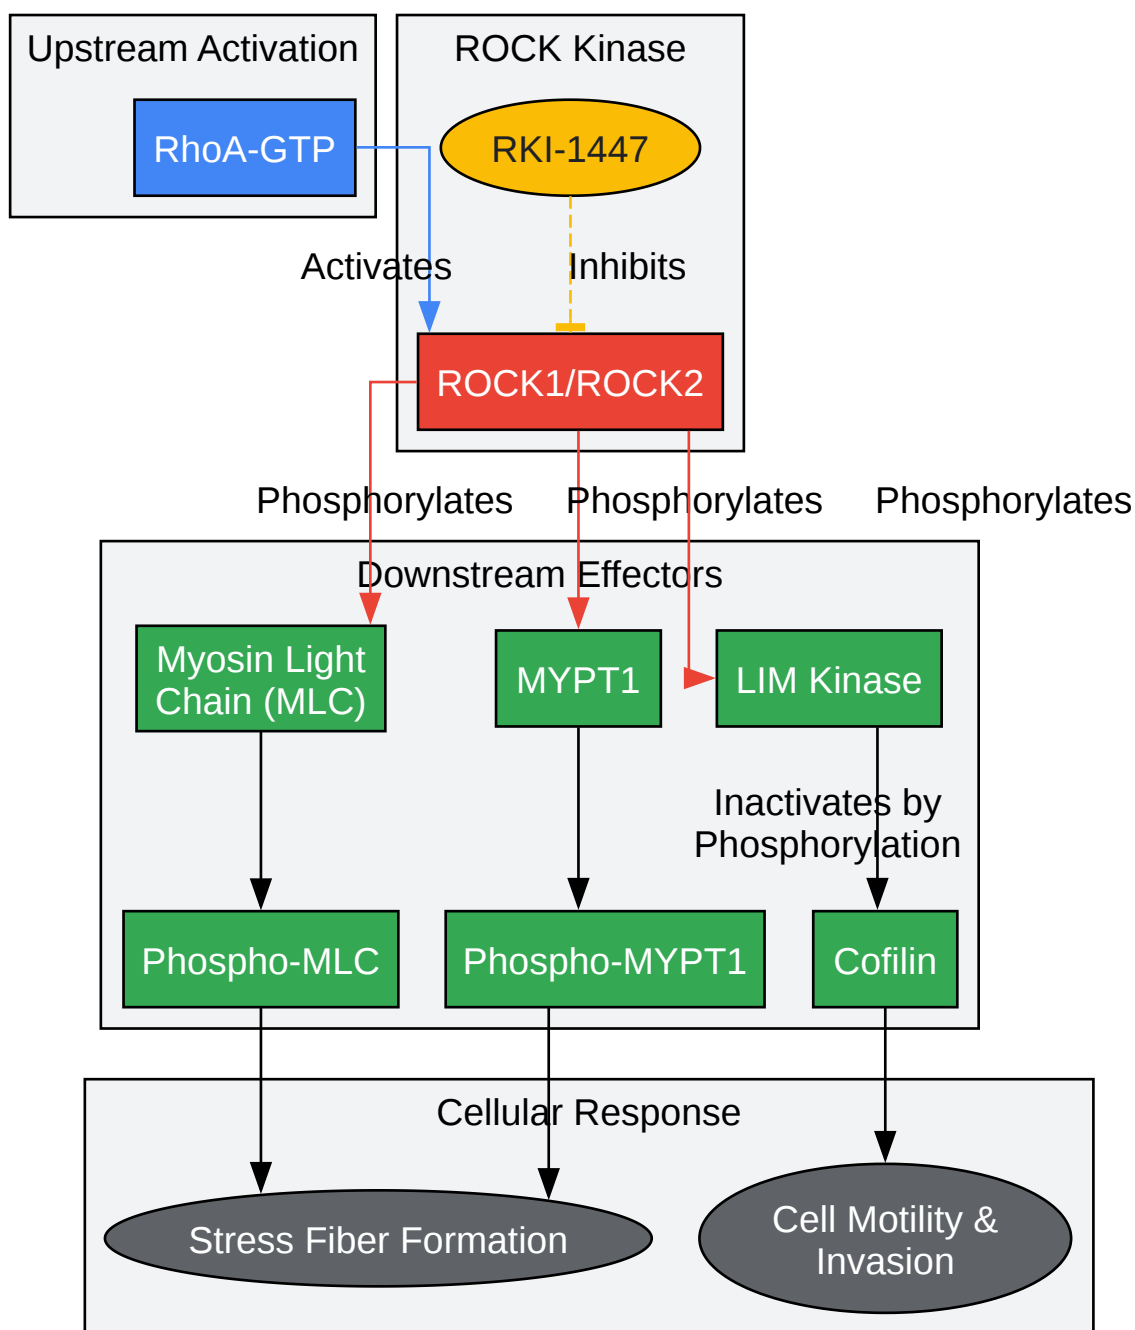 Upstream Activation
ROCK Kinase
RhoA-GTP
RKI-1447
Activates
Inhibits
ROCK1/ROCK2
Phosphorylates
Phosphorylates
Phosphorylates
Downstream Effectors
Myosin Light
Chain (MLC)
MYPT1
LIM Kinase
Inactivates by
Phosphorylation
Phospho-MLC
Phospho-MYPT1
Cofilin
Cellular Response
Stress Fiber Formation
Cell Motility &
Invasion